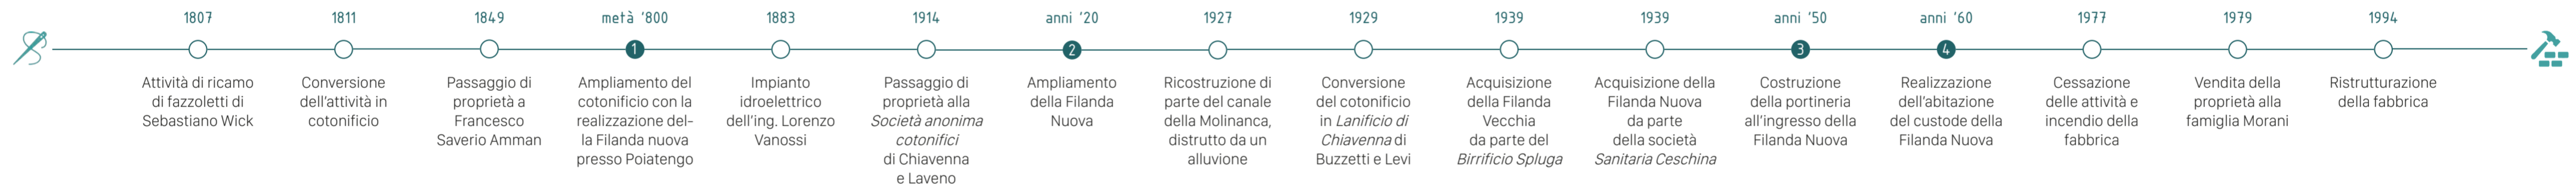 1807
Attività di ricamo
di fazzoletti di
Sebastiano Wick
1811
Conversione
dell'attività in
cotonificio
1849
Passaggio di
proprietà a
Francesco
Saverio Amman
metà '800
1
Ampliamento del
cotonificio con la
realizzazione del-
la Filanda nuova
presso Poiatengo
1883
Impianto
idroelettrico
dell'ing. Lorenzo
Vanossi
1914
Passaggio di
proprietà alla
Società anonima
cotonifici
di Chiavenna
e Laveno
anni '20
2
Ampliamento
della Filanda
Nuova
1927
Ricostruzione di
parte del canale
della Molinanca,
distrutto da un
alluvione
1929
Conversione
del cotonificio
in Lanificio di
Chiavenna di
Buzzetti e Levi
1939
Acquisizione
della Filanda
Vecchia
da parte del
Birrificio Spluga
1939
Acquisizione della
Filanda Nuova
da parte
della società
Sanitaria Ceschina
anni '50
3
Costruzione
della portineria
all'ingresso della
Filanda Nuova
anni '60
4
Realizzazione
dell'abitazione
del custode della
Filanda Nuova
1977
Cessazione
delle attività e
incendio della
fabbrica
1979
Vendita della
proprietà alla
famiglia Morani
1994
Ristrutturazione
della fabbrica